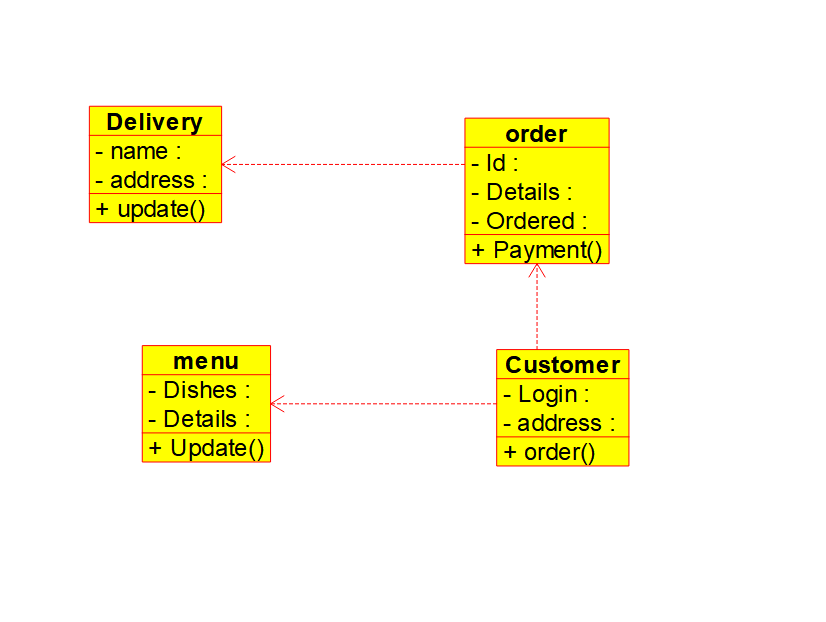 Delivery
- name :
- address :
+ update()
order
- Id :
- Details :
- Ordered :
+ Payment()
menu
- Dishes :
- Details :
+ Update()
Customer
- Login :
- address :
+ order()